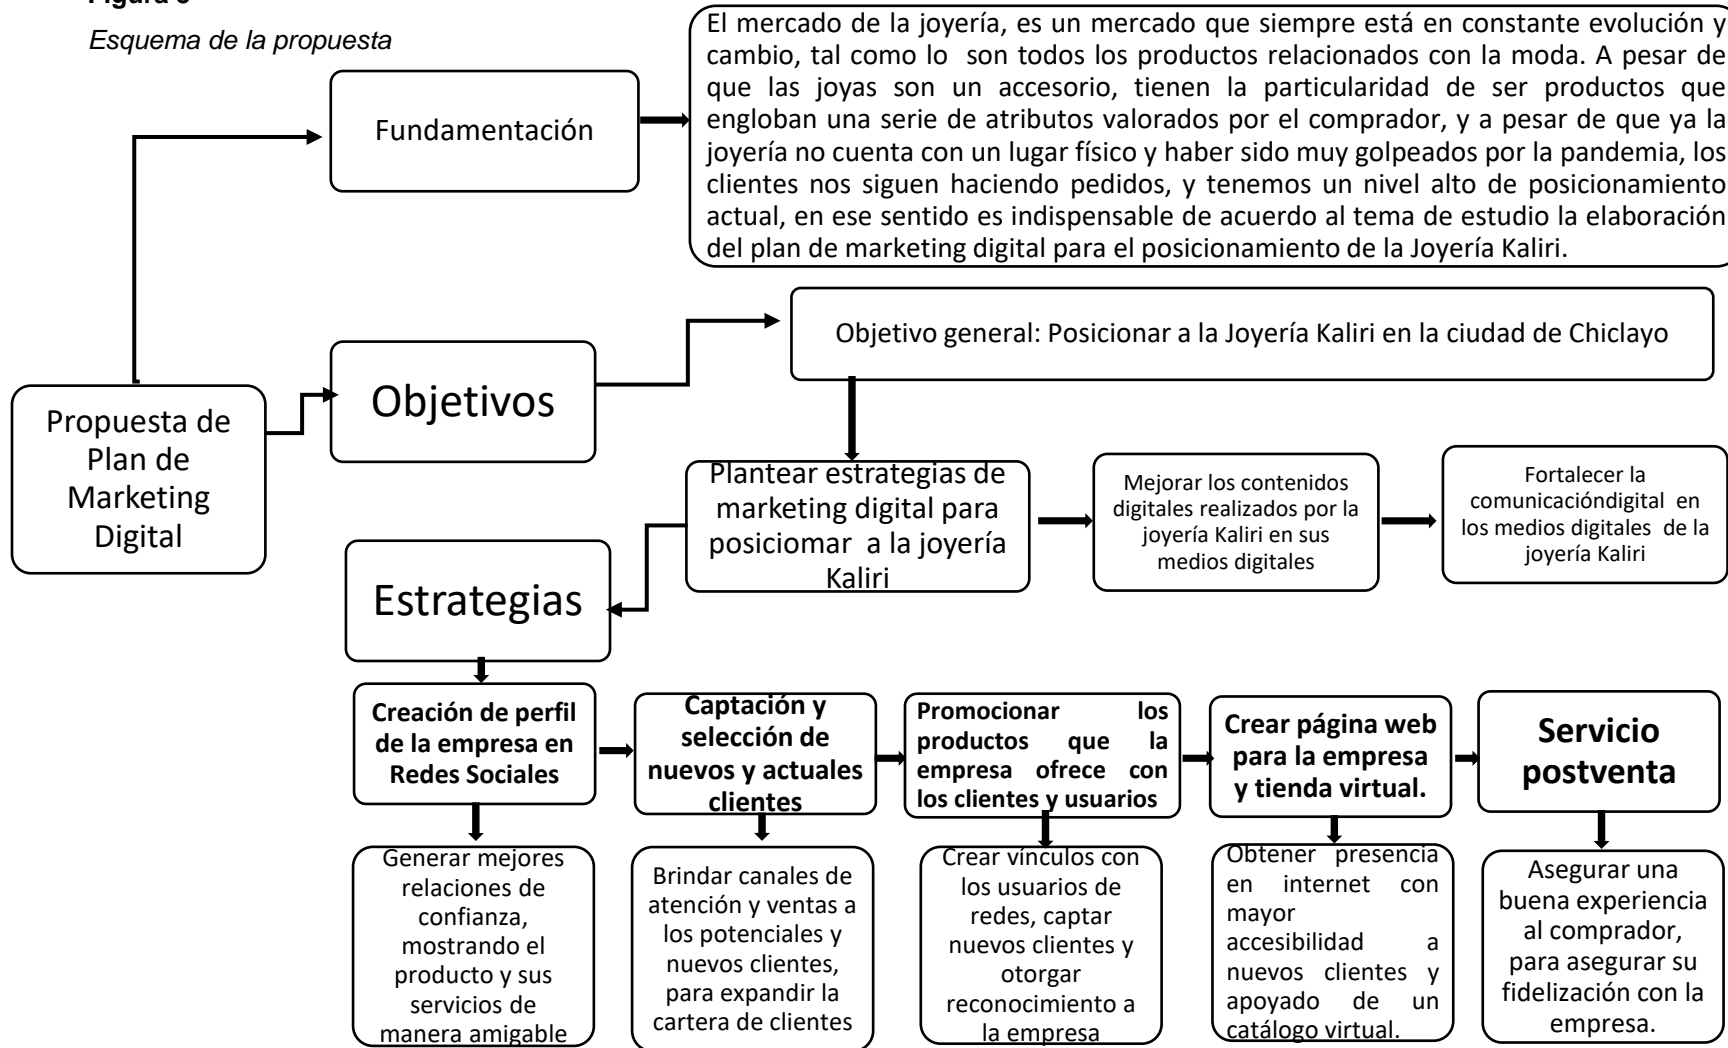 Esquema de la propuesta
El mercado de la joyería, es un mercado que siempre está en constante evolución y
cambio, tal como lo son todos los productos relacionados con la moda. A pesar de
que las joyas son un accesorio, tienen la particularidad de ser productos que
engloban una serie de atributos valorados por el comprador, y a pesar de que ya la
joyería no cuenta con un lugar físico y haber sido muy golpeados por la pandemia, los
clientes nos siguen haciendo pedidos, y tenemos un nivel alto de posicionamiento
actual, en ese sentido es indispensable de acuerdo al tema de estudio la elaboración
del plan de marketing digital para el posicionamiento de la Joyería Kaliri.
Fundamentación
Objetivo general: Posicionar a la Joyería Kaliri en la ciudad de Chiclayo
Objetivos
Propuesta de
Plan de
Marketing
Digital
Plantear estrategias de
marketing digital para
posiciomar a la joyería
Kaliri
Mejorar los contenidos
digitales realizados por la
joyería Kaliri en sus
medios digitales
Fortalecer la
comunicacióndigital en
los medios digitales de la
joyería Kaliri
Estrategias
Creación de perfil
de la empresa en
Redes Sociales
Captación y
selección de
nuevos y actuales
clientes
Promocionar los
productos que la
empresa ofrece con
los clientes y usuarios
Crear página web
para la empresa
y tienda virtual.
Servicio
postventa
Generar mejores
relaciones de
confianza,
mostrando el
producto y sus
servicios de
manera amigable
Brindar canales de
atención y ventas a
los potenciales y
nuevos clientes,
para expandir la
cartera de clientes
Crear vínculos con
los usuarios de
redes, captar
nuevos clientes y
otorgar
reconocimiento a
la empresa
Obtener presencia
en internet con
mayor
accesibilidad a
nuevos clientes y
apoyado de un
catálogo virtual.
Asegurar una
buena experiencia
al comprador,
para asegurar su
fidelización con la
empresa.